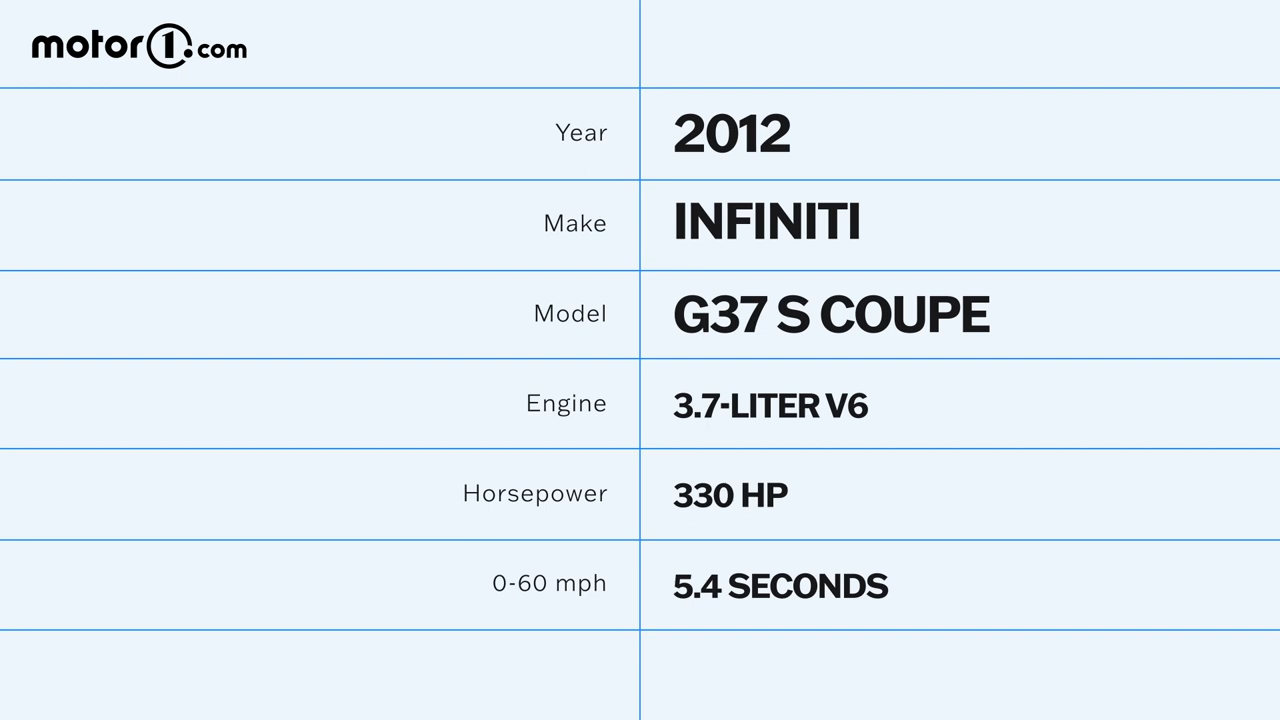 motor1.com
Year 2012
Make INFINITI
Model G37 S COUPE
Engine 3.7-LITER V6
Horsepower 330 HP
0-60 mph 5.4 SECONDS